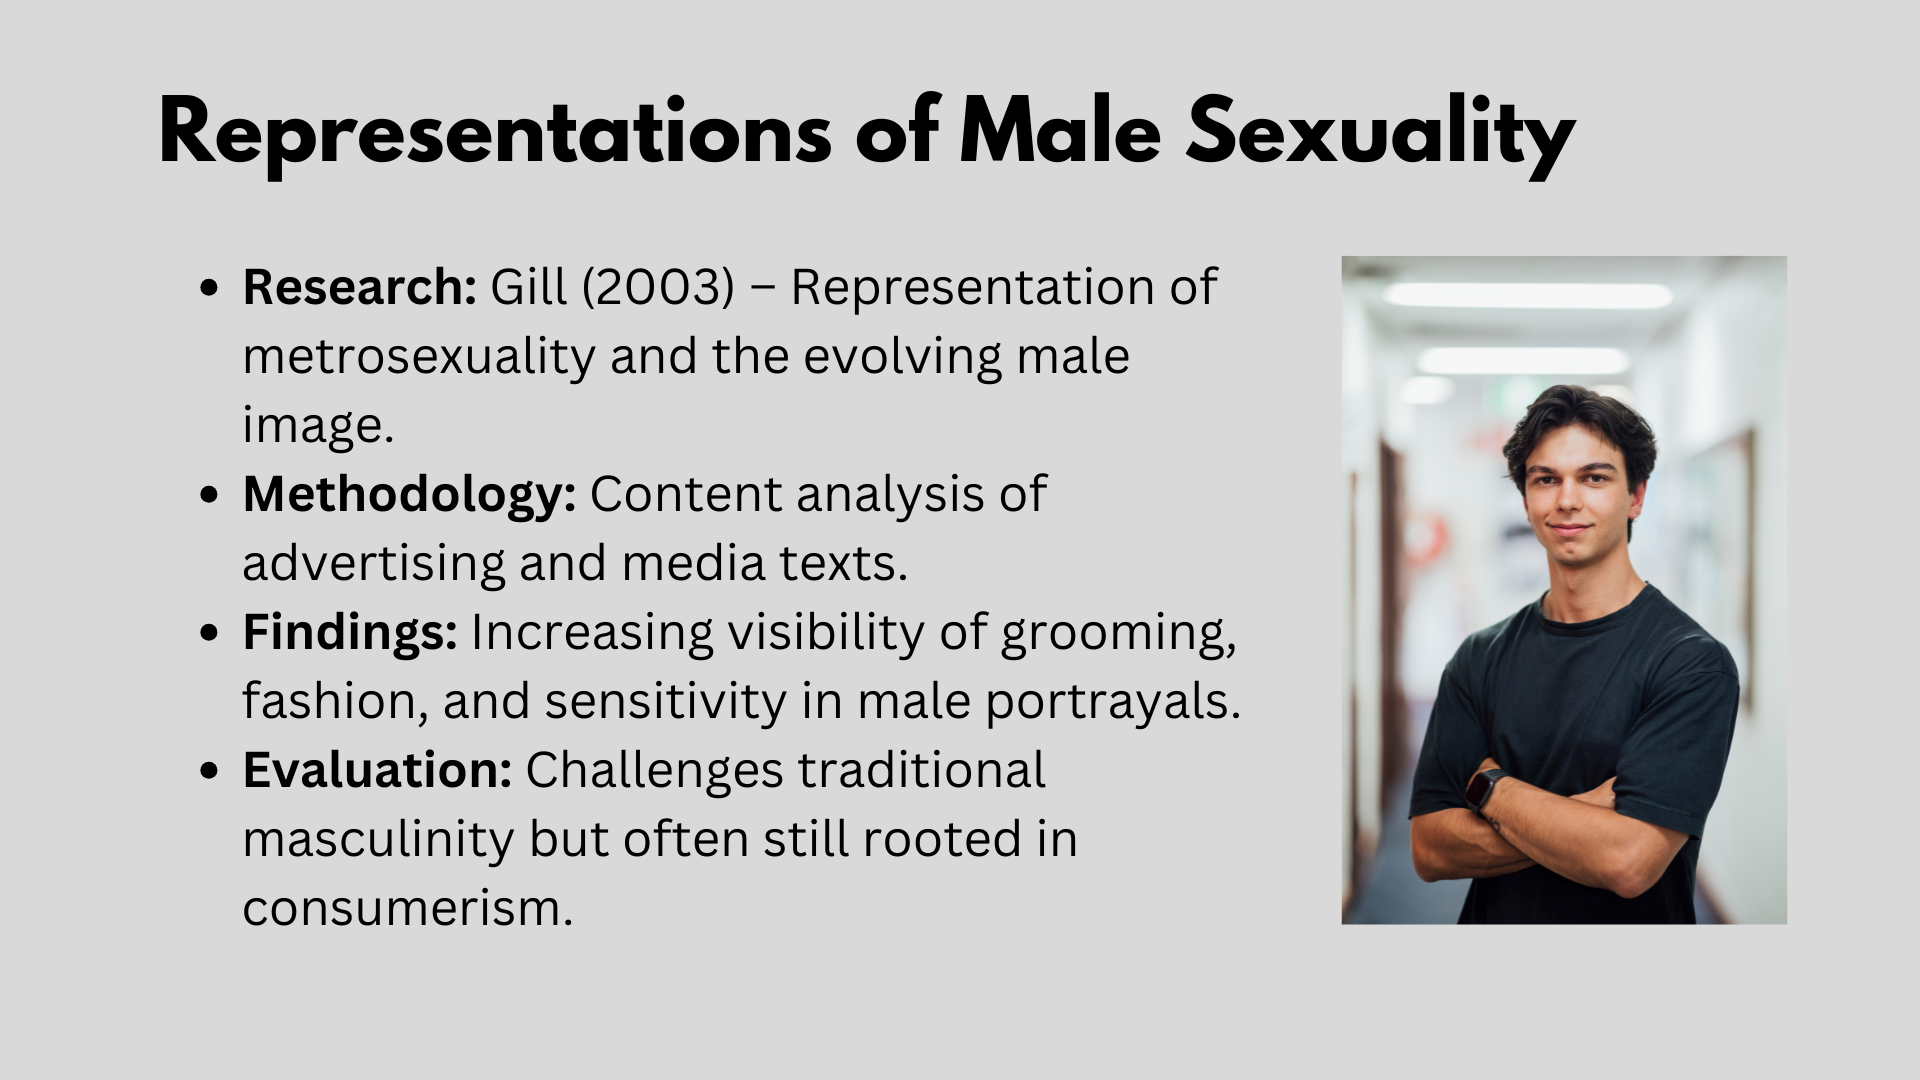 Representations of Male Sexuality
• Research: Gill (2003) – Representation of
metrosexuality and the evolving male
image.
• Methodology: Content analysis of
advertising and media texts.
• Findings: Increasing visibility of grooming,
fashion, and sensitivity in male portrayals.
• Evaluation: Challenges traditional
masculinity but often still rooted in
consumerism.